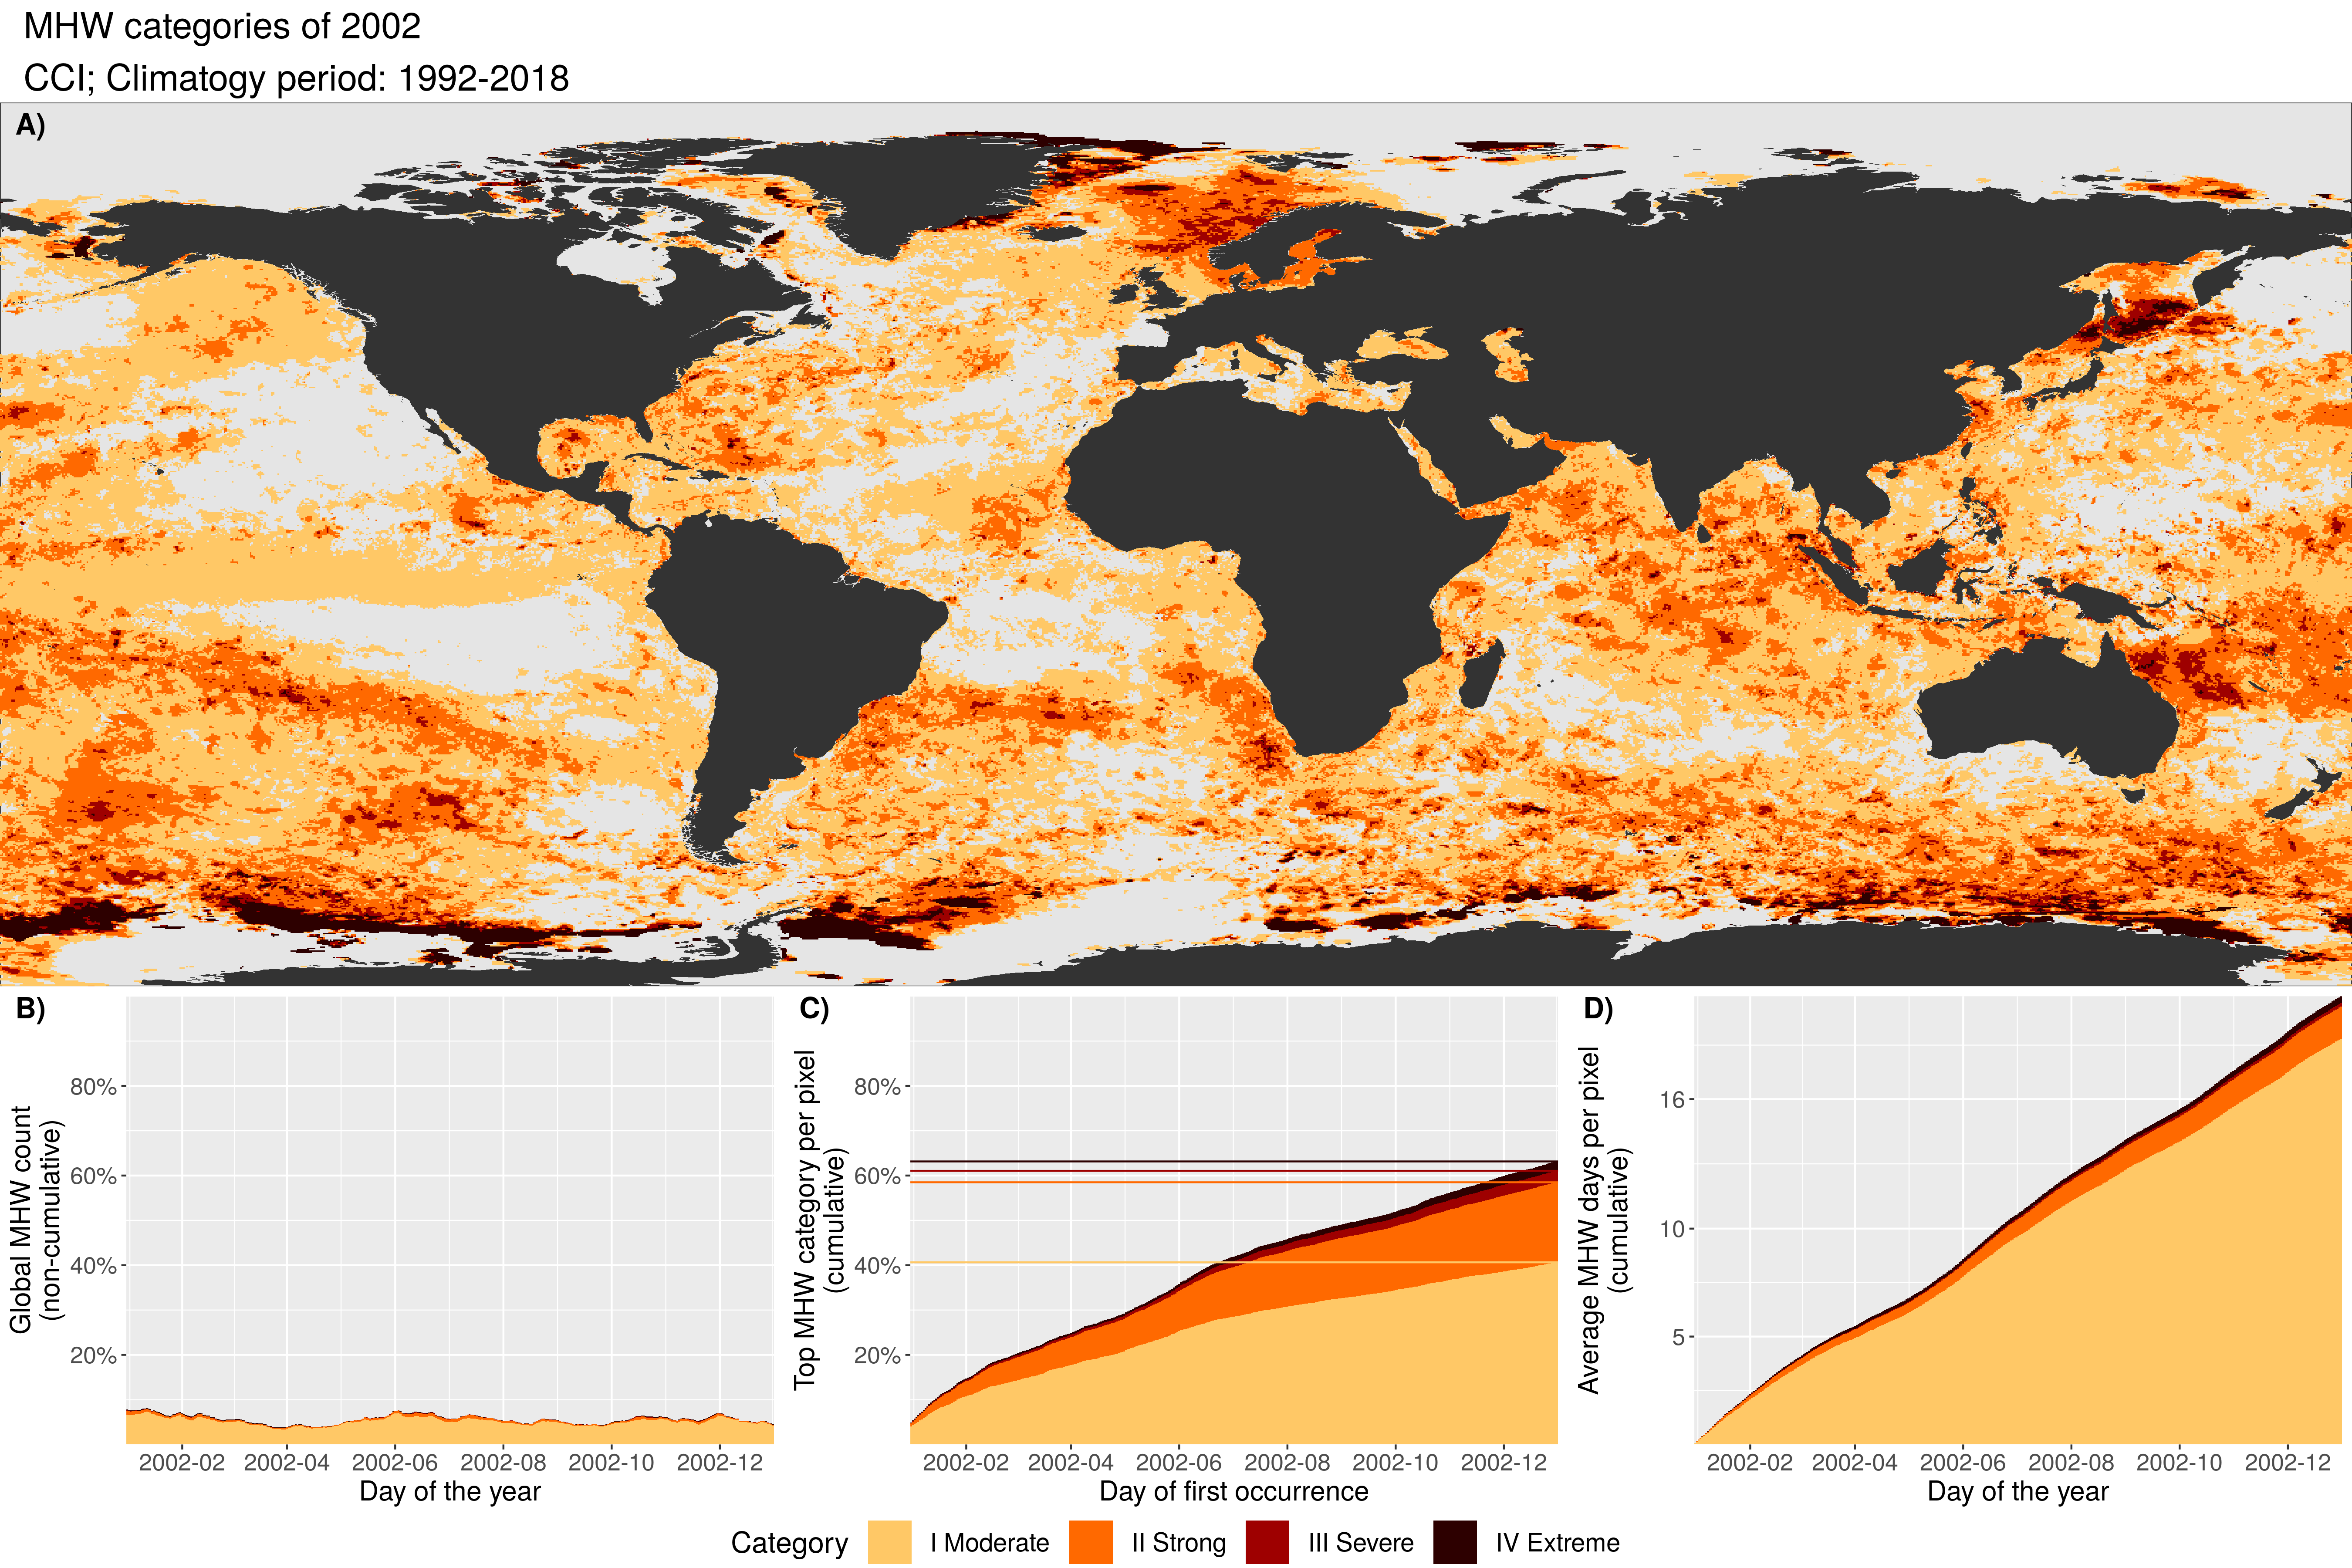 MHW categories of 2002
CCI; Climatogy period: 1992-2018
A)
B)
Global MHW count
(non-cumulative)
80%
60%
40%
20%
2002-02 2002-04 2002-06 2002-08 2002-10 2002-12
Day of the year
C)
Top MHW category per pixel
(cumulative)
80%
60%
40%
20%
2002-02 2002-04 2002-06 2002-08 2002-10 2002-12
Day of first occurrence
D)
Average MHW days per pixel
(cumulative)
16
10
5
2002-02 2002-04 2002-06 2002-08 2002-10 2002-12
Day of the year
Category I Moderate II Strong III Severe IV Extreme